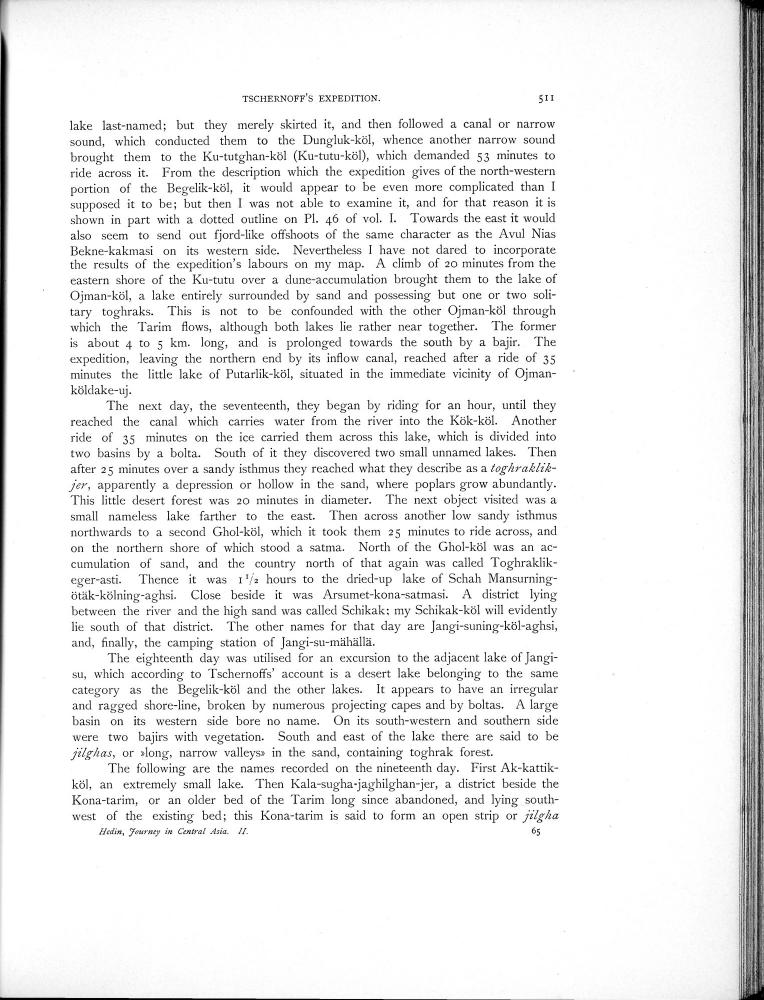 TSCHERNOFF'S EXPEDITION. 511
lake last-named; but they merely skirted it, and then followed a canal or narrow
sound, which conducted them to the Dungluk-köl, whence another narrow sound
brought them to the Ku-tutghan-köl (Ku-tutu-köl), which demanded 53 minutes to
ride across it. From the description which the expedition gives of the north-western
portion of the Begelik-köl, it would appear to be even more complicated than I
supposed it to be; but then I was not able to examine it, and for that reason it is
shown in part with a dotted outline on Pl. 46 of vol. I. Towards the east it would
also seem to send out fjord-like offshoots of the same character as the Avul Nias
Bekne-kakmasi on its western side. Nevertheless I have not dared to incorporate
the results of the expedition's labours on my map. A climb of 20 minutes from the
eastern shore of the Ku-tutu over a dune-accumulation brought them to the lake of
Ojman-köl, a lake entirely surrounded by sand and possessing but one or two soli-
tary toghraks. This is not to be confounded with the other Ojman-köl through
which the Tarim flows, although both lakes lie rather near together. The former
is about 4 to 5 km. long, and is prolonged towards the south by a bajir. The
expedition, leaving the northern end by its inflow canal, reached after a ride of 35
minutes the little lake of Putarlik-köl, situated in the immediate vicinity of Ojman-
köldake-uj.
The next day, the seventeenth, they began by riding for an hour, until they
reached the canal which carries water from the river into the Kök-köl. Another
ride of 35 minutes on the ice carried them across this lake, which is divided into
two basins by a bolta. South of it they discovered two small unnamed lakes. Then
after 25 minutes over a sandy isthmus they reached what they describe as a toghraklik-
jer, apparently a depression or hollow in the sand, where poplars grow abundantly.
This little desert forest was 20 minutes in diameter. The next object visited was a
small nameless lake farther to the east. Then across another low sandy isthmus
northwards to a second Ghol-köl, which it took them 25 minutes to ride across, and
on the northern shore of which stood a satma. North of the Ghol-köl was an ac-
cumulation of sand, and the country north of that again was called Toghraklik-
eger-asti. Thence it was 1 1/2 hours to the dried-up lake of Schah Mansurning-
ötäk-kölning-aghsi. Close beside it was Arsumet-kona-satmasi. A district lying
between the river and the high sand was called Schikak; my Schikak-köl will evidently
lie south of that district. The other names for that day are Jangi-suning-köl-aghsi,
and, finally, the camping station of Jangi-su-mähällä.
The eighteenth day was utilised for an excursion to the adjacent lake of Jangi-
su, which according to Tschernoffs' account is a desert lake belonging to the same
category as the Begelik-köl and the other lakes. It appears to have an irregular
and ragged shore-line, broken by numerous projecting capes and by boltas. A large
basin on its western side bore no name. On its south-western and southern side
were two bajirs with vegetation. South and east of the lake there are said to be
jilghas, or »long, narrow valleys» in the sand, containing toghrak forest.
The following are the names recorded on the nineteenth day. First Ak-kattik-
köl, an extremely small lake. Then Kala-sugha-jaghilghan-jer, a district beside the
Kona-tarim, or an older bed of the Tarim long since abandoned, and lying south-
west of the existing bed; this Kona-tarim is said to form an open strip or jilgha
Hedin, Journey in Central Asia. II. 65